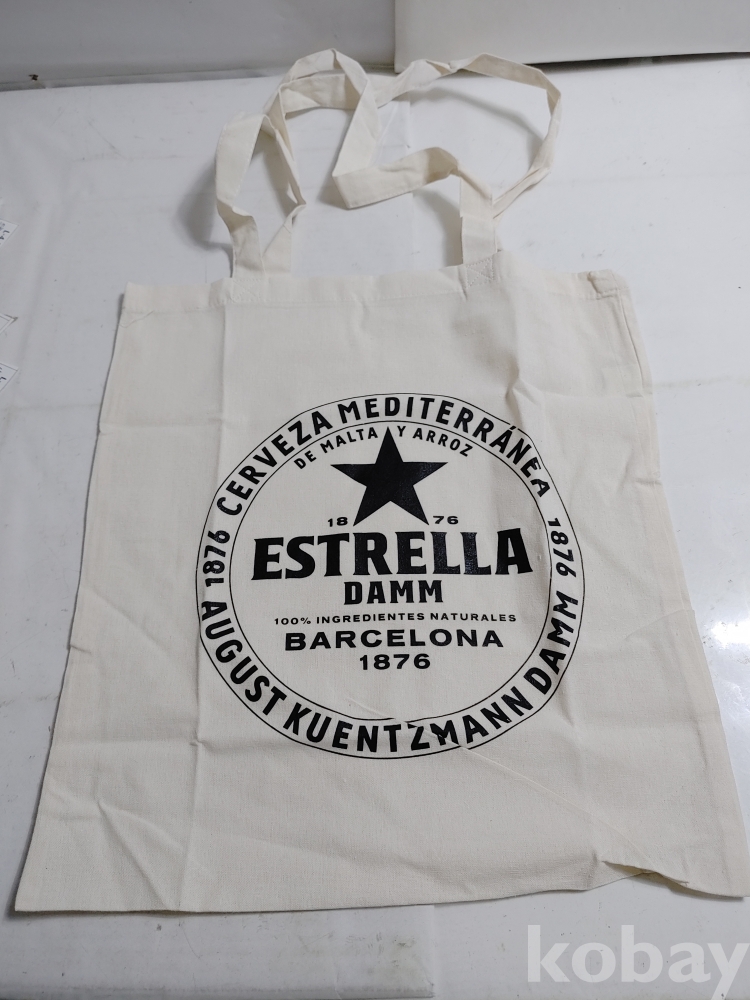 CERVEZA MEDITERRÁNEA
DE MALTA Y ARROZ
18 76
ESTRELLA
DAMM
100% INGREDIENTES NATURALES
BARCELONA
1876
1876 1876
AUGUST KUENTZMANN DAMM
kobay